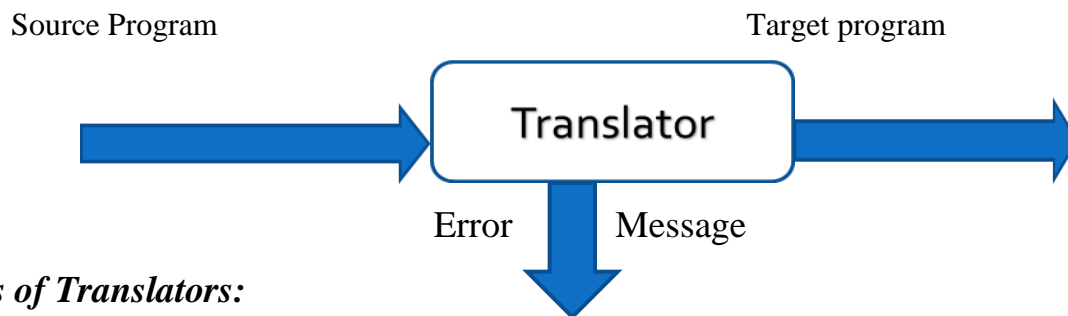 Source Program Target program
Translator
Error Message
of Translators: